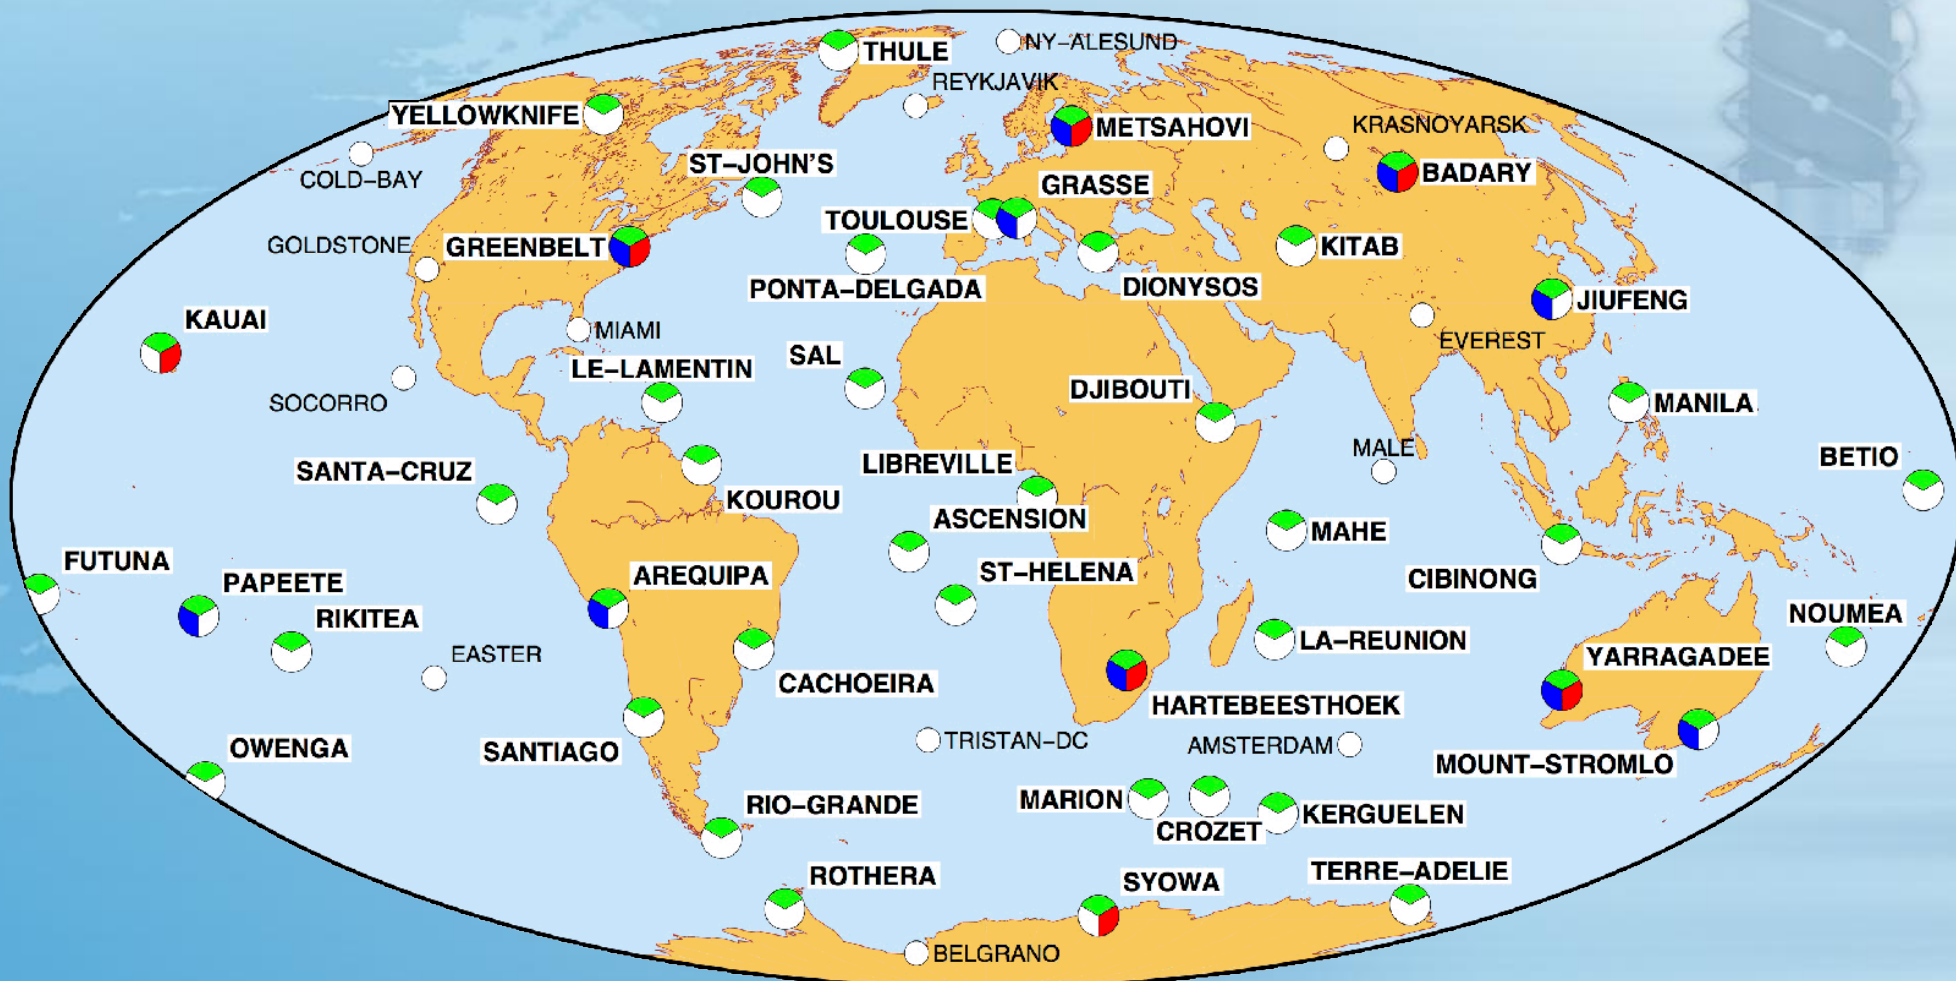 NY-ALESUND
THULE
REYKJAVIK
YELLOWKNIFE
METSAHOVI
KRASNOYARSK
ST-JOHN'S
COLD-BAY
BADARY
GRASSE
TOULOUSE
GOLDSTONE
GREENBELT
KITAB
PONTA-DELGADA
DIONYSOS
JIUFENG
KAUAI
MIAMI
EVEREST
SAL
LE-LAMENTIN
DJIBOUTI
SOCORRO
MANILA
MALE
BETIO
LIBREVILLE
SANTA-CRUZ
KOUROU
ASCENSION
MAHE
FUTUNA
PAPEETE
AREQUIPA
ST-HELENA
CIBINONG
RIKITEA
NOUMEA
LA-REUNION
EASTER
YARRAGADEE
CACHOEIRA
HARTEBEESTHOEK
OWENGA
SANTIAGO
TRISTAN-DC
AMSTERDAM
MOUNT-STROMLO
MARION
RIO-GRANDE
KERGUELEN
CROZET
ROTHERA
SYOWA
TERRE-ADELIE
BELGRANO